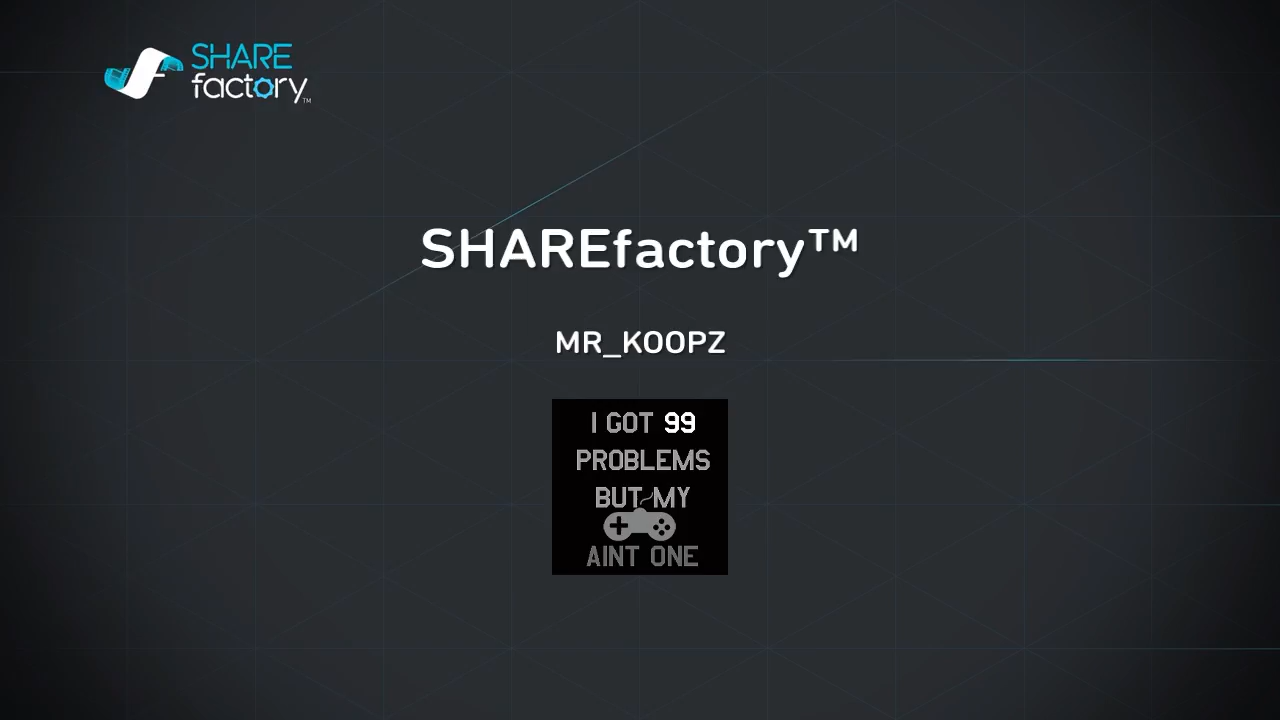 SHARE
factory™
SHAREfactory™
MR_KOOPZ
I GOT 99
PROBLEMS
BUT MY
AINT ONE